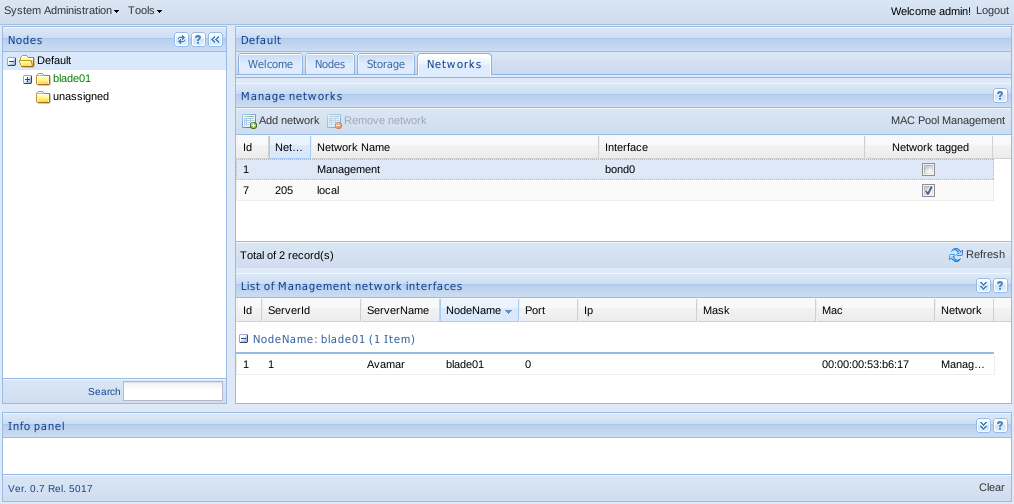 System Administration Tools Welcome admin! Logout
Nodes
Default
blade01
unassigned
Search
Default
Welcome Nodes Storage Networks
Manage networks
Add network Remove network MAC Pool Management
Id Net... Network Name Interface Network tagged
1 Management bond0
7 205 local
Total of 2 record(s) Refresh
List of Management network interfaces
Id ServerId ServerName NodeName Port Ip Mask Mac Network
NodeName: blade01 (1 Item)
1 1 Avamar blade01 0 00:00:00:53:b6:17 Manag...
Info panel
Ver. 0.7 Rel. 5017 Clear